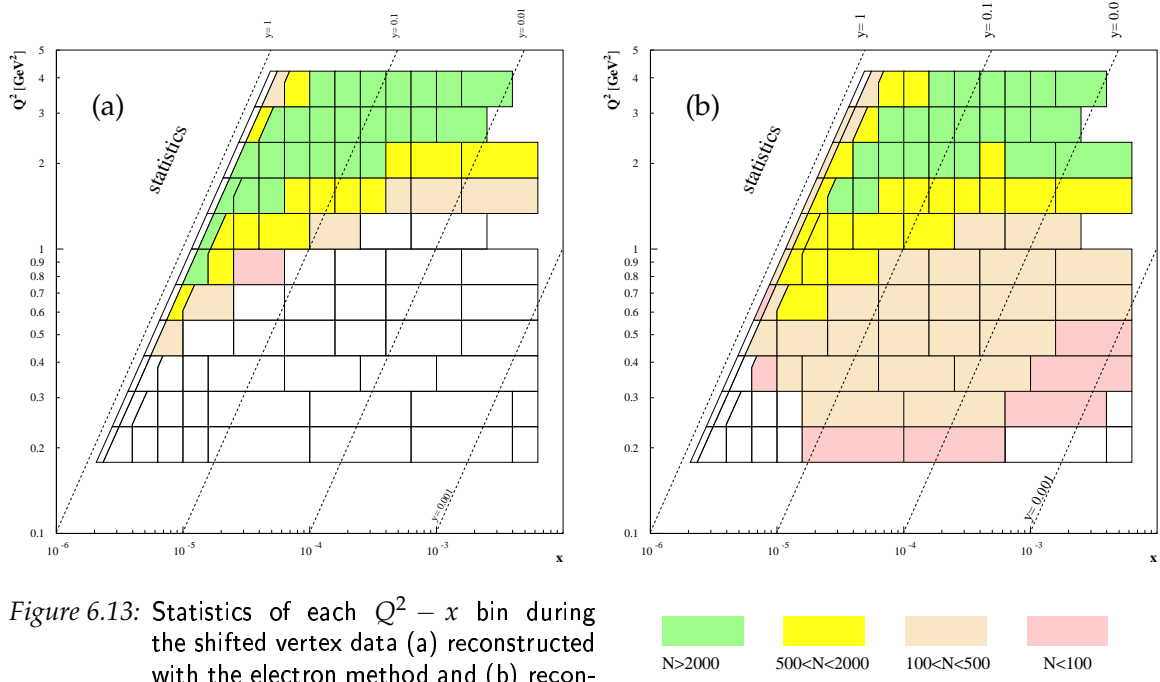 y= 1
y= 0.1
y= 0.01
Q² [GeV²]
5
4
3
2
1
0.9
0.8
0.7
0.6
0.5
0.4
0.3
0.2
0.1
(a)
statistics
y= 0.001
10⁻⁶
10⁻⁵
10⁻⁴
10⁻³
x
y= 1
y= 0.1
y= 0.0
Q² [GeV²]
5
4
3
2
1
0.9
0.8
0.7
0.6
0.5
0.4
0.3
0.2
0.1
(b)
statistics
y= 0.001
10⁻⁶
10⁻⁵
10⁻⁴
10⁻³
x
Figure 6.13: Statistics of each Q² − x bin during
the shifted vertex data (a) reconstructed
with the electron method and (b) recon-
N>2000
500<N<2000
100<N<500
N<100